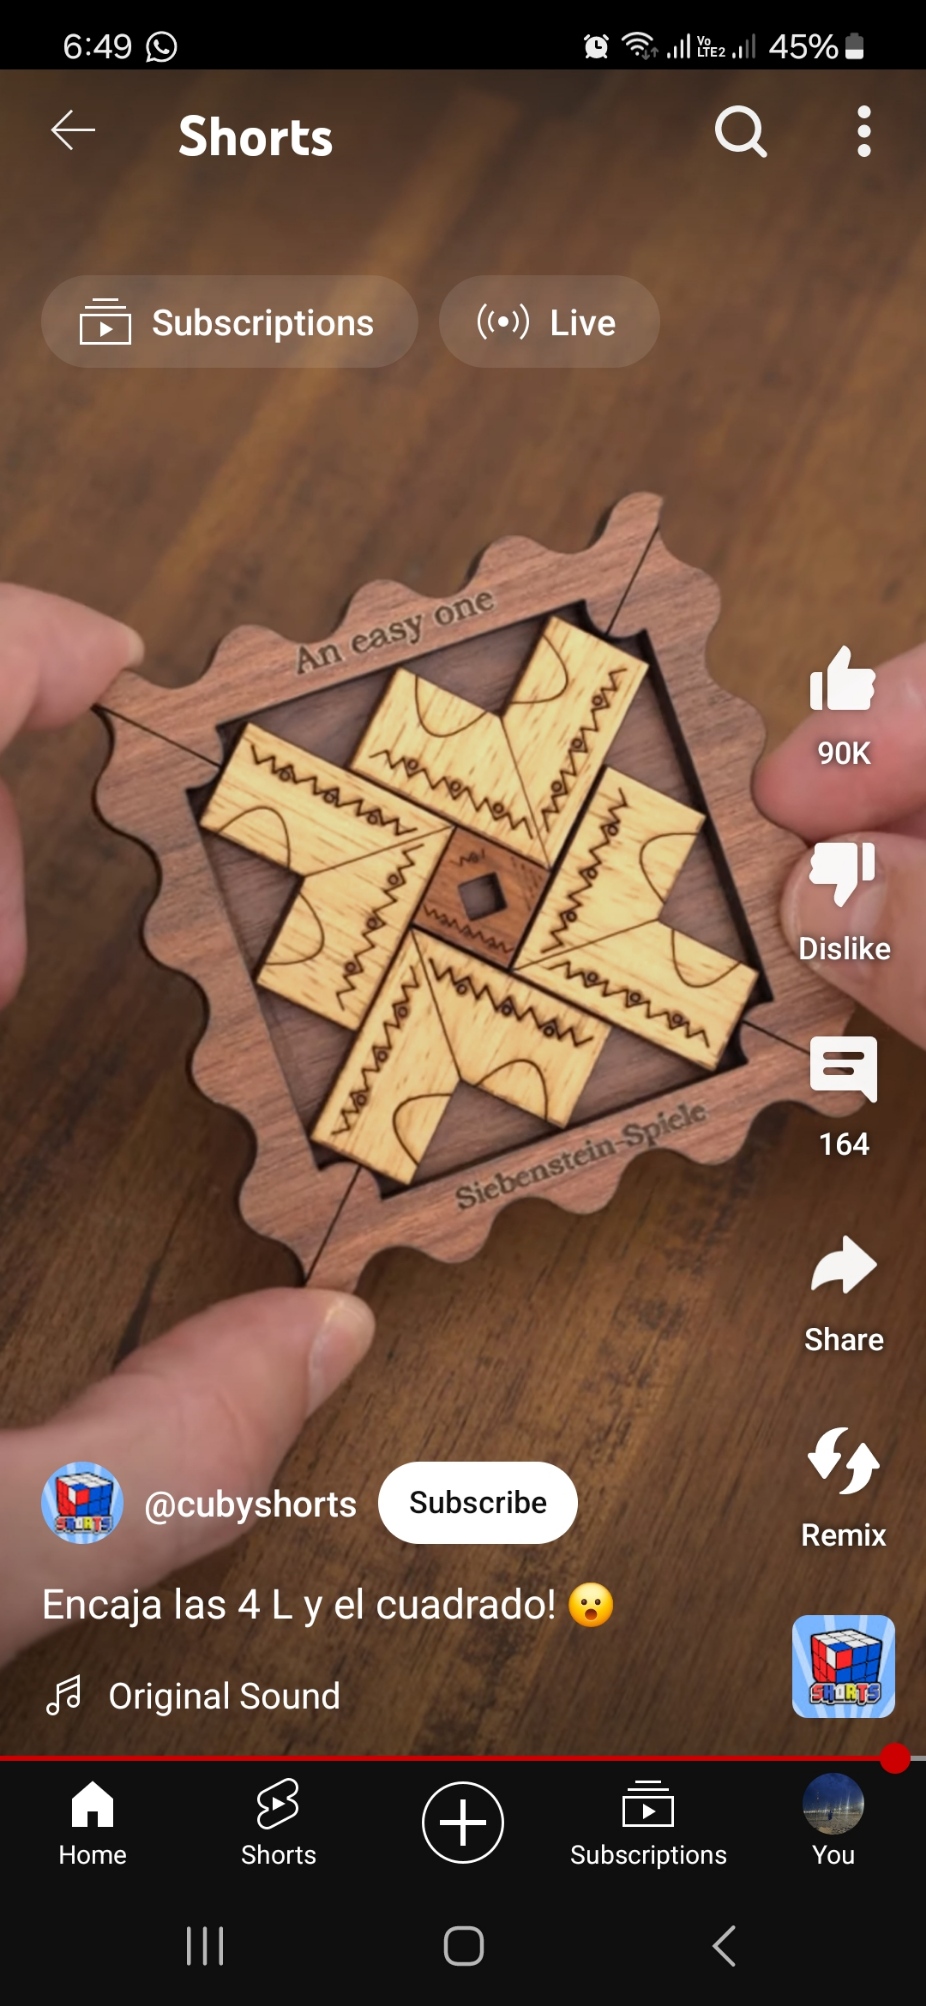 6:49
Vo
LTE2
45%
Shorts
Subscriptions
Live
An easy one
90K
Dislike
Siebenstein-Spiele
164
Share
@cubyshorts
Subscribe
Remix
Encaja las 4 L y el cuadrado! 😮
Original Sound
SHORTS
SHORTS
Home
Shorts
Subscriptions
You